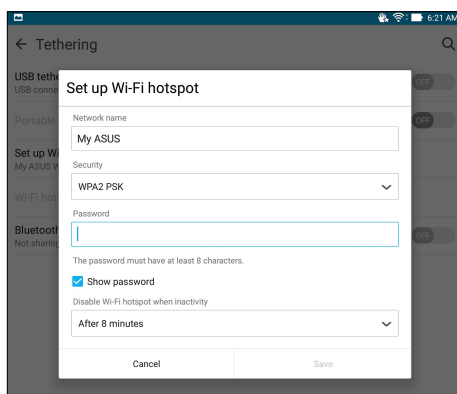 6:21 AM
Tethering
USB tethe
USB conne
OFF
Set up Wi-Fi hotspot
Network name
Portable
My ASUS
OFF
Security
Set up Wi
My ASUS W
WPA2 PSK
Wi-Fi hot
Password
Bluetooth
Not sharing
OFF
The password must have at least 8 characters.
Show password
Disable Wi-Fi hotspot when inactivity
After 8 minutes
Cancel Save